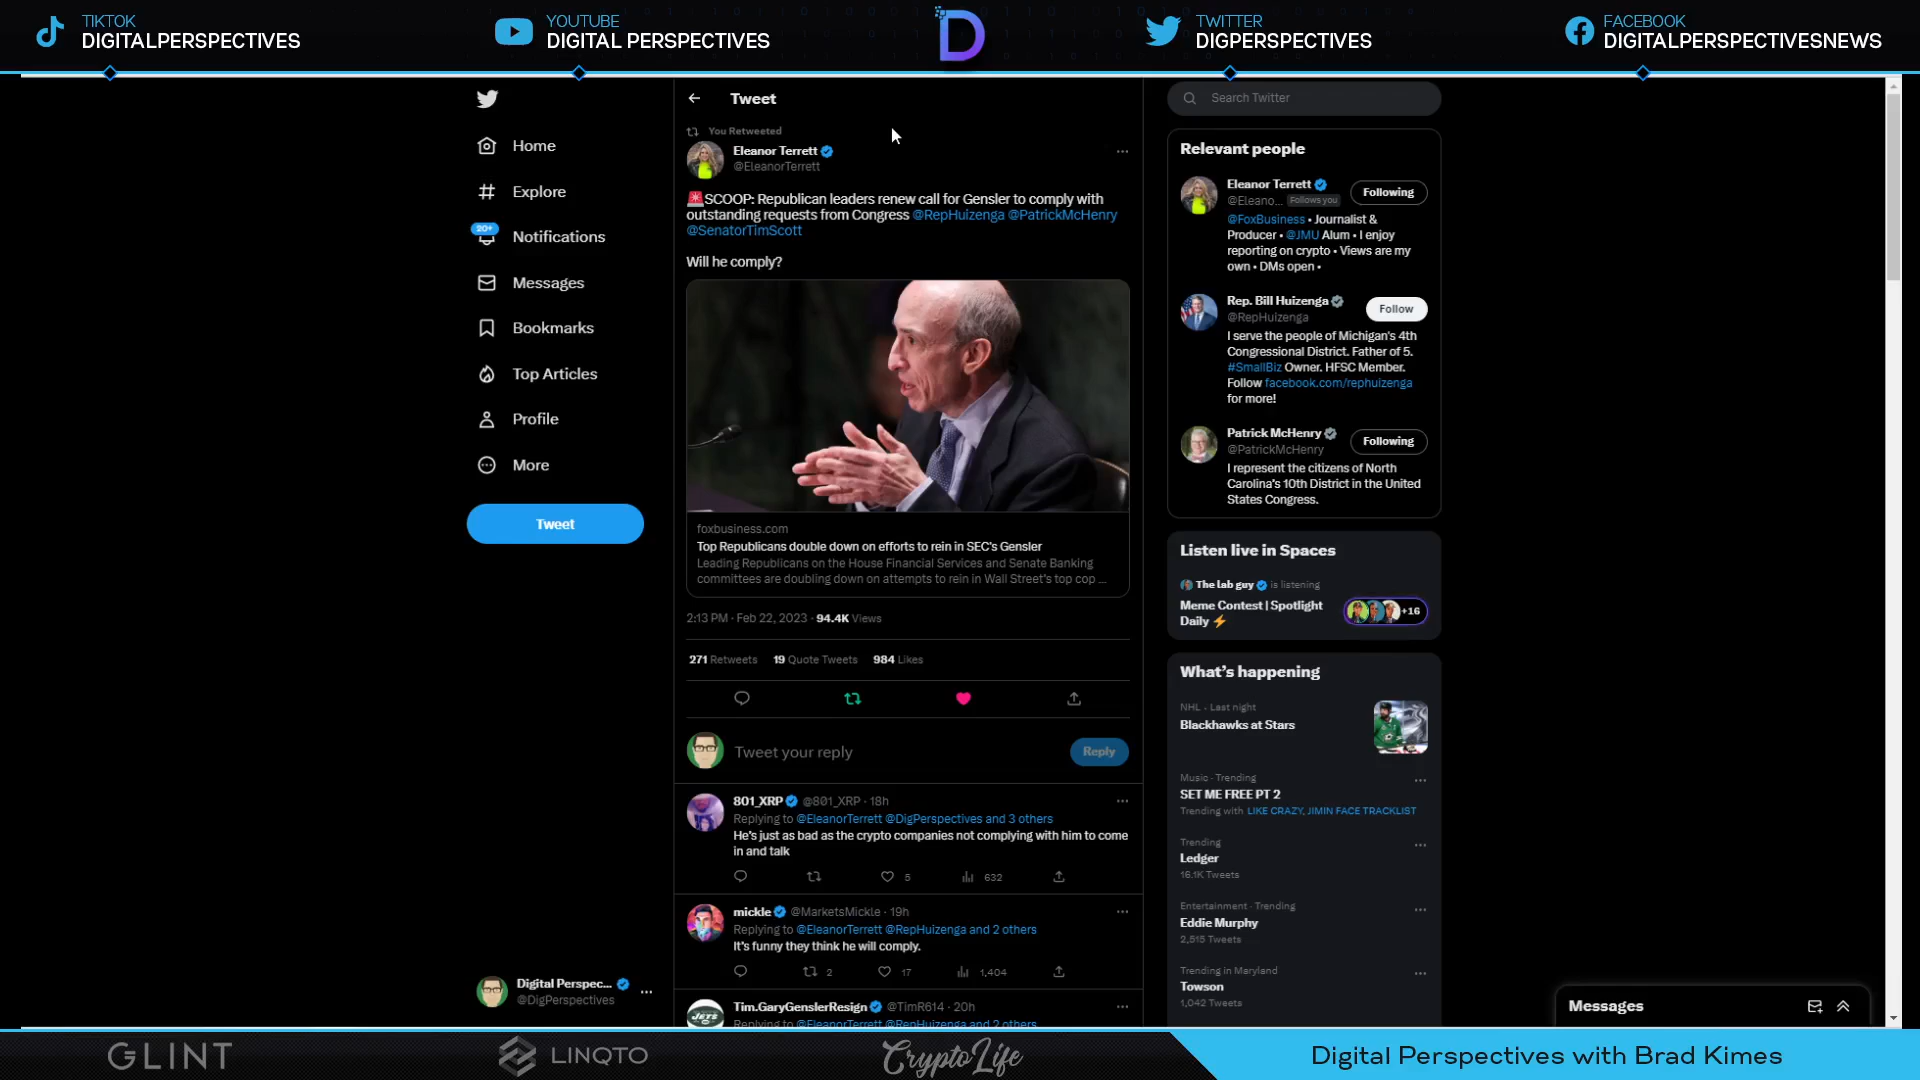 TIKTOK
DIGITALPERSPECTIVES
YOUTUBE
DIGITAL PERSPECTIVES
D
TWITTER
DIGPERSPECTIVES
FACEBOOK
DIGITALPERSPECTIVESNEWS
Home
Explore
20+
Notifications
Messages
Bookmarks
Top Articles
Profile
More
Tweet
Digital Perspec...
@DigPerspectives
Tweet
You Retweeted
Eleanor Terrett
@EleanorTerrett
🚨SCOOP: Republican leaders renew call for Gensler to comply with
outstanding requests from Congress @RepHuizenga @PatrickMcHenry
@SenatorTimScott
Will he comply?
foxbusiness.com
Top Republicans double down on efforts to rein in SEC's Gensler
Leading Republicans on the House Financial Services and Senate Banking
committees are doubling down on attempts to rein in Wall Street's top cop ...
2:13 PM · Feb 22, 2023 · 94.4K Views
271 Retweets 19 Quote Tweets 984 Likes
Tweet your reply
Reply
801_XRP @801_XRP · 18h
Replying to @EleanorTerrett @DigPerspectives and 3 others
He's just as bad as the crypto companies not complying with him to come
in and talk
5 632
mickle @MarketsMickle · 19h
Replying to @EleanorTerrett @RepHuizenga and 2 others
It's funny they think he will comply.
2 17 1,404
Tim.GaryGenslerResign @TimR614 · 20h
Replying to @EleanorTerrett @RepHuizenga and 2 others
JETS
Search Twitter
Relevant people
Eleanor Terrett
@Eleano... Follows you
Following
@FoxBusiness • Journalist &
Producer • @JMU Alum • I enjoy
reporting on crypto • Views are my
own • DMs open •
Rep. Bill Huizenga
@RepHuizenga
Follow
I serve the people of Michigan's 4th
Congressional District. Father of 5.
#SmallBiz Owner. HFSC Member.
Follow facebook.com/rephuizenga
for more!
Patrick McHenry
@PatrickMcHenry
Following
I represent the citizens of North
Carolina's 10th District in the United
States Congress.
Listen live in Spaces
The lab guy is listening
Meme Contest | Spotlight
Daily ⚡
+16
What's happening
NHL · Last night
Blackhawks at Stars
Music · Trending
SET ME FREE PT 2
Trending with LIKE CRAZY, JIMIN FACE TRACKLIST
Trending
Ledger
16.1K Tweets
Entertainment · Trending
Eddie Murphy
2,515 Tweets
Trending in Maryland
Towson
1,042 Tweets
Messages
GLINT
LINQTO
CryptoLife
Digital Perspectives with Brad Kimes